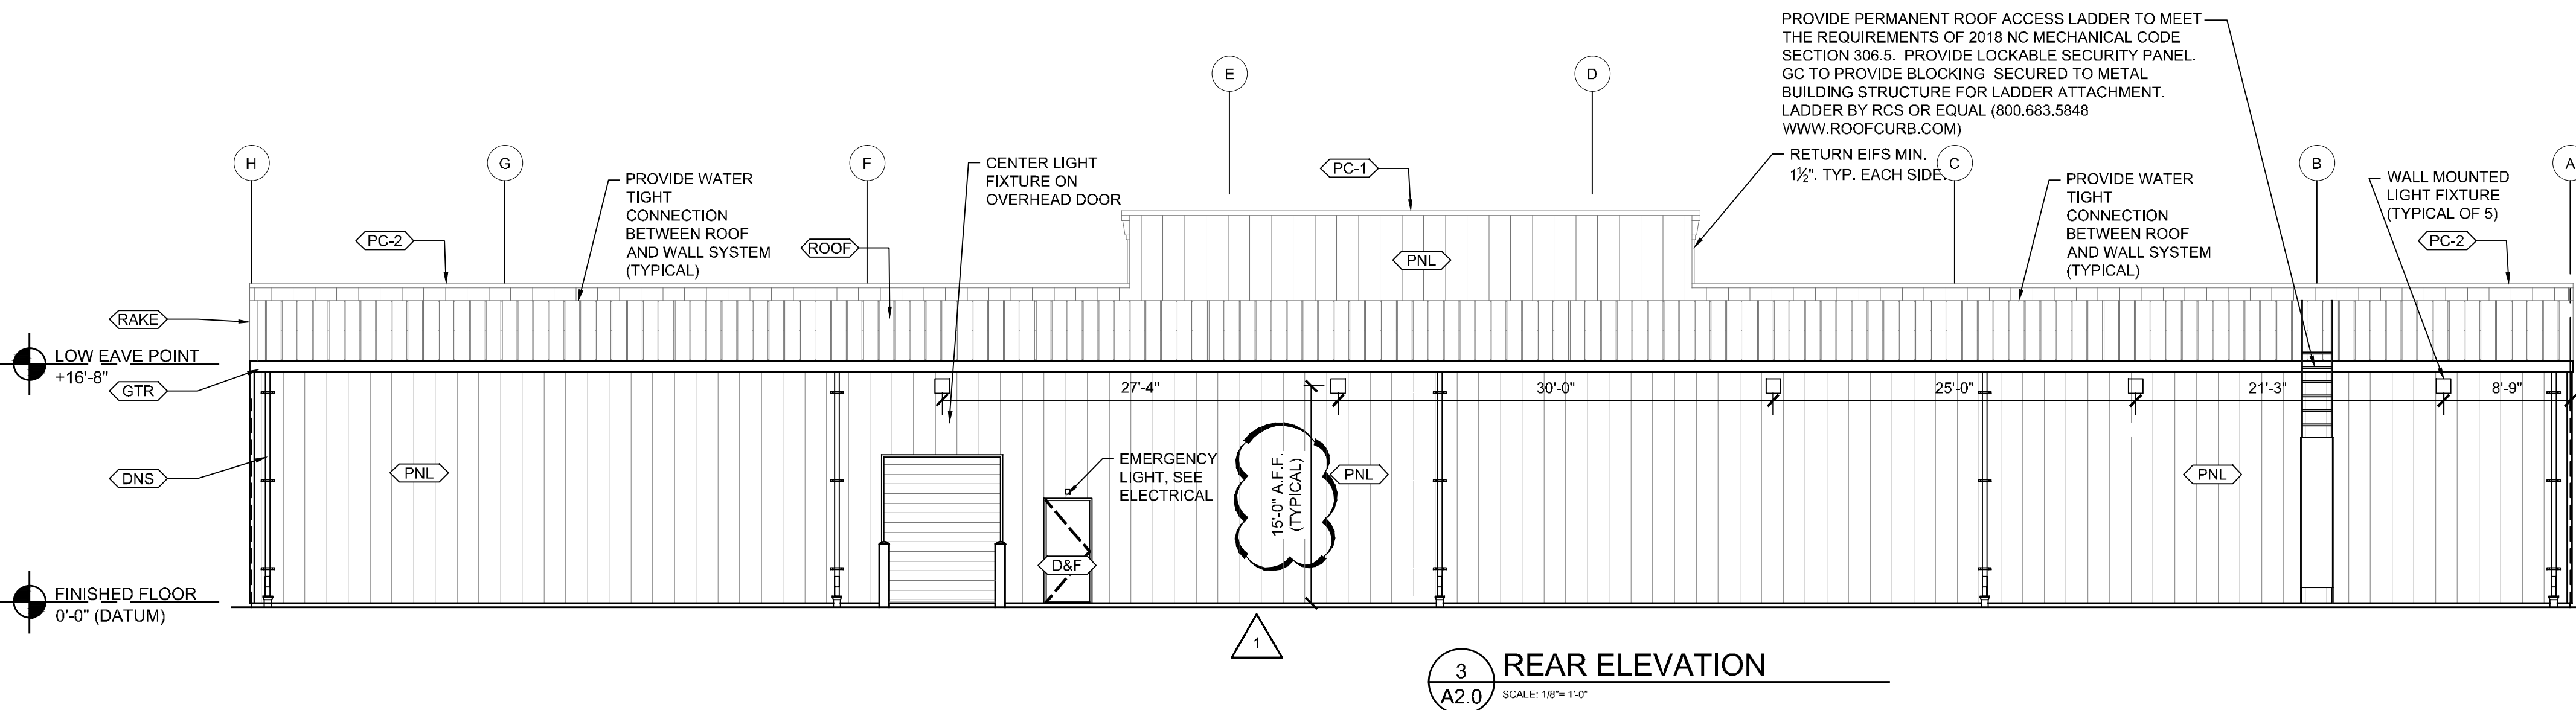 PROVIDE PERMANENT ROOF ACCESS LADDER TO MEET
THE REQUIREMENTS OF 2018 NC MECHANICAL CODE
SECTION 306.5. PROVIDE LOCKABLE SECURITY PANEL.
GC TO PROVIDE BLOCKING SECURED TO METAL
BUILDING STRUCTURE FOR LADDER ATTACHMENT.
LADDER BY RCS OR EQUAL (800.683.5848
WWW.ROOFCURB.COM)
E
D
H
G
F
C
B
A
PROVIDE WATER
TIGHT
CONNECTION
BETWEEN ROOF
AND WALL SYSTEM
(TYPICAL)
CENTER LIGHT
FIXTURE ON
OVERHEAD DOOR
PC-1
RETURN EIFS MIN.
1½". TYP. EACH SIDE.
PROVIDE WATER
TIGHT
CONNECTION
BETWEEN ROOF
AND WALL SYSTEM
(TYPICAL)
WALL MOUNTED
LIGHT FIXTURE
(TYPICAL OF 5)
PC-2
ROOF
PNL
PC-2
RAKE
LOW EAVE POINT
+16'-8"
GTR
27'-4"
30'-0"
25'-0"
21'-3"
8'-9"
DNS
PNL
EMERGENCY
LIGHT, SEE
ELECTRICAL
15'-0" A.F.F.
(TYPICAL)
PNL
PNL
D&F
FINISHED FLOOR
0'-0" (DATUM)
1
3
A2.0
REAR ELEVATION
SCALE: 1/8"= 1'-0"